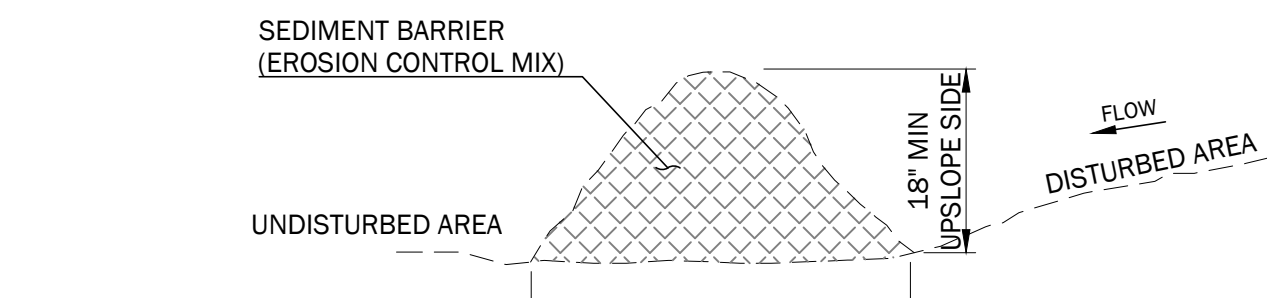 SEDIMENT BARRIER
(EROSION CONTROL MIX)
18" MIN
UPSLOPE SIDE
FLOW
DISTURBED AREA
UNDISTURBED AREA